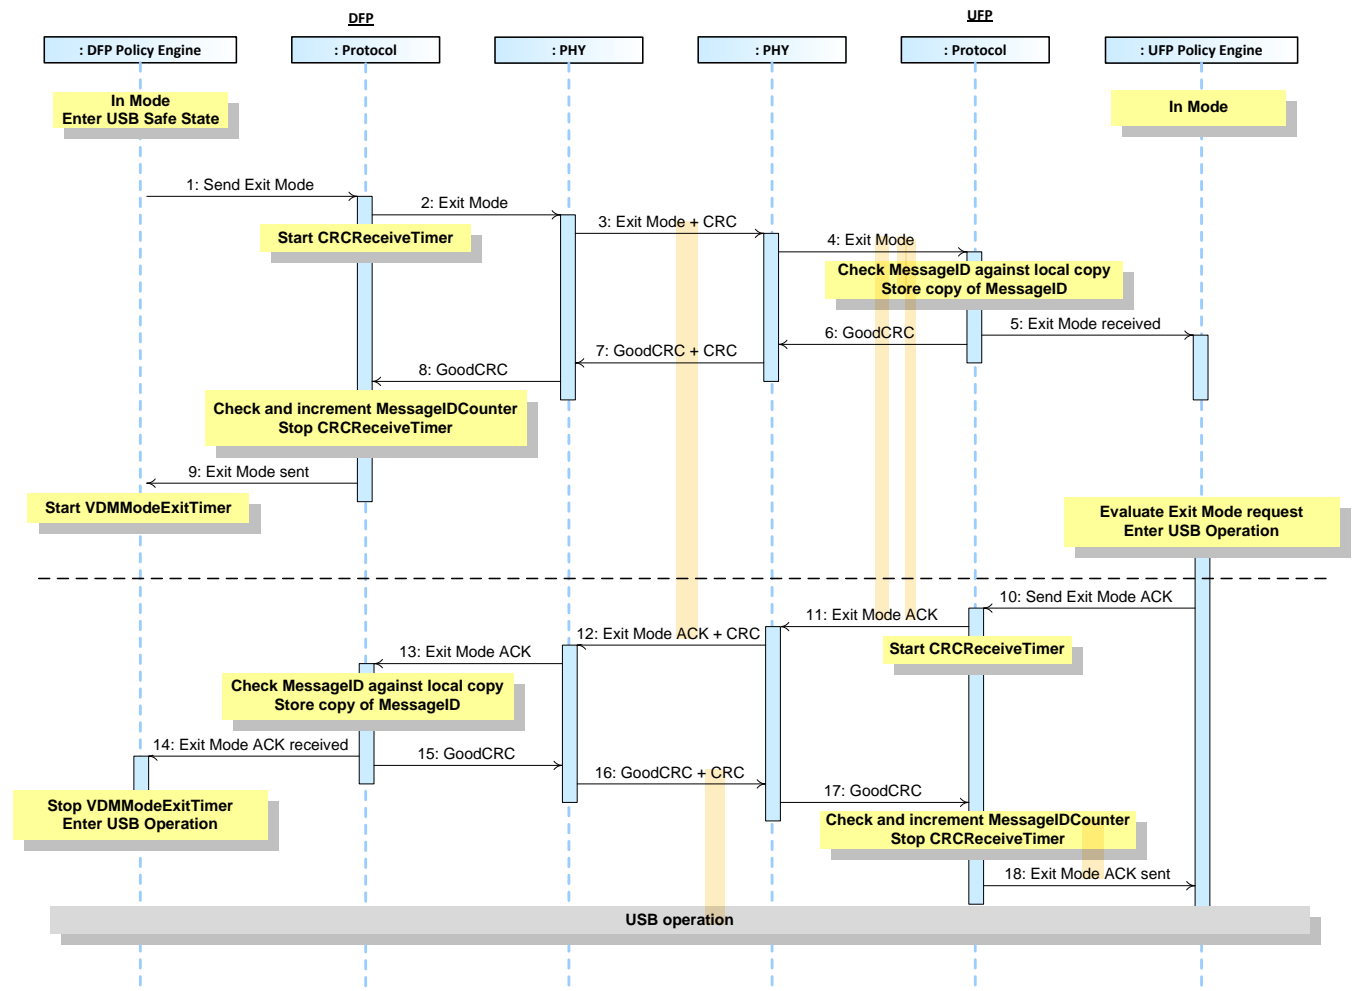 DFP
UFP
: DFP Policy Engine
: Protocol
: PHY
: PHY
: Protocol
: UFP Policy Engine
In Mode
Enter USB Safe State
In Mode
1: Send Exit Mode
2: Exit Mode
3: Exit Mode + CRC
Start CRCReceiveTimer
4: Exit Mode
Check MessageID against local copy
Store copy of MessageID
5: Exit Mode received
6: GoodCRC
7: GoodCRC + CRC
8: GoodCRC
Check and increment MessageIDCounter
Stop CRCReceiveTimer
9: Exit Mode sent
Start VDMModeExitTimer
Evaluate Exit Mode request
Enter USB Operation
10: Send Exit Mode ACK
11: Exit Mode ACK
12: Exit Mode ACK + CRC
Start CRCReceiveTimer
13: Exit Mode ACK
Check MessageID against local copy
Store copy of MessageID
14: Exit Mode ACK received
15: GoodCRC
16: GoodCRC + CRC
17: GoodCRC
Stop VDMModeExitTimer
Enter USB Operation
Check and increment MessageIDCounter
Stop CRCReceiveTimer
18: Exit Mode ACK sent
USB operation